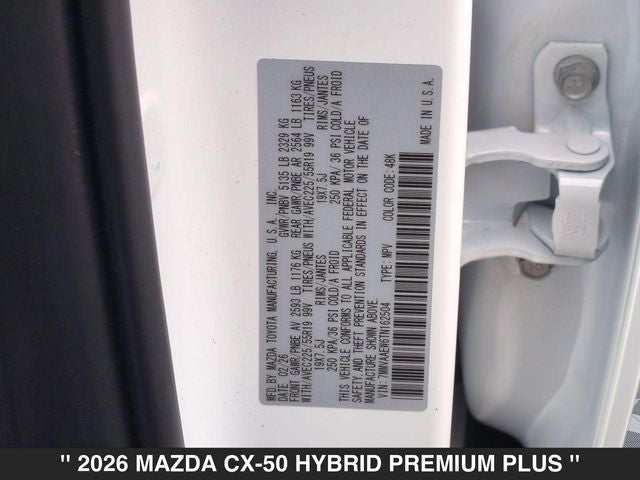 MFD. BY MAZDA TOYOTA MANUFACTURING, U.S.A., INC.
DATE: 02/26 GVWR/PNBV 5135 LB 2329 KG
FRONT GAWR/PNBE AV 2593 LB 1176 KG REAR GAWR/PNBE AR 2564 LB 1163 KG
WITH/AVEC225/55R19 99V TIRES/PNEUS WITH/AVEC225/55R19 99V TIRES/PNEUS
19X7.5J RIMS/JANTES 19X7.5J RIMS/JANTES
250 KPA/36 PSI COLD/A FROID 250 KPA/36 PSI COLD/A FROID
THIS VEHICLE CONFORMS TO ALL APPLICABLE FEDERAL MOTOR VEHICLE
SAFETY,AND THEFT PREVENTION STANDARDS IN EFFECT ON THE DATE OF
MANUFACTURE SHOWN ABOVE.
VIN: 7MMVAAEW6TN162504 TYPE: MPV COLOR CODE: 48K
MADE IN U.S.A.
" 2026 MAZDA CX-50 HYBRID PREMIUM PLUS "